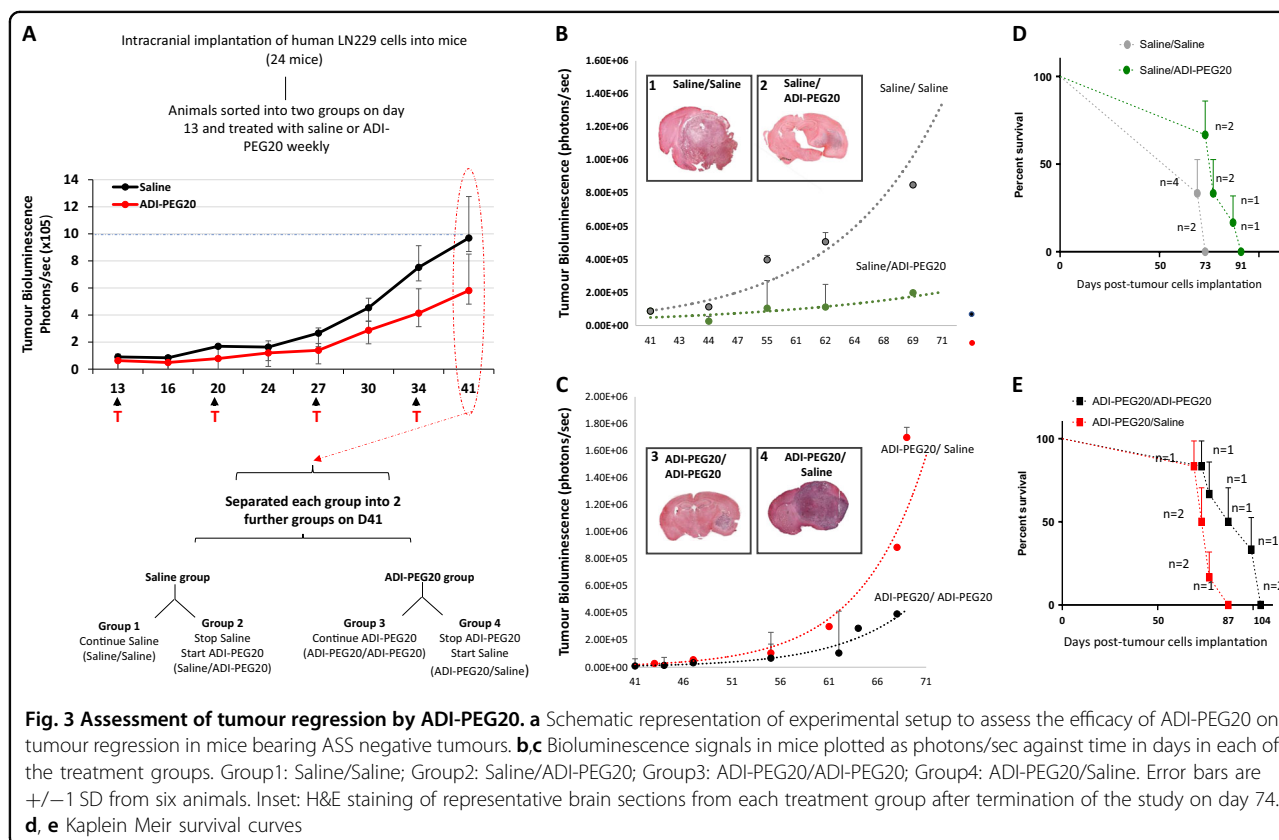 A
Intracranial implantation of human LN229 cells into mice
(24 mice)
Animals sorted into two groups on day
13 and treated with saline or ADI-
PEG20 weekly
Tumour Bioluminescence
Photons/sec (x105)
14
12
10
8
6
4
2
0
Saline
ADI-PEG20
13 16 20 24 27 30 34 41
T T T T
Separated each group into 2
further groups on D41
Saline group
ADI-PEG20 group
Group 1
Continue Saline
(Saline/Saline)
Group 2
Stop Saline
Start ADI-PEG20
(Saline/ADI-PEG20)
Group 3
Continue ADI-PEG20
(ADI-PEG20/ADI-PEG20)
Group 4
Stop ADI-PEG20
Start Saline
(ADI-PEG20/Saline)
B
Tumour Bioluminescence (photons/sec)
1.60E+06
1.40E+06
1.20E+06
1.00E+06
8.00E+05
6.00E+05
4.00E+05
2.00E+05
0.00E+00
1 Saline/Saline
2 Saline/
ADI-PEG20
Saline/ Saline
Saline/ADI-PEG20
41 43 44 47 55 62 62 64 68 69 71
C
Tumour Bioluminescence (photons/sec)
2.00E+06
1.80E+06
1.60E+06
1.40E+06
1.20E+06
1.00E+06
8.00E+05
6.00E+05
4.00E+05
2.00E+05
0.00E+00
3 ADI-PEG20/
ADI-PEG20
4 ADI-PEG20/
Saline
ADI-PEG20/ Saline
ADI-PEG20/ ADI-PEG20
41 46 51 56 61 66 71
D
Saline/Saline
Saline/ADI-PEG20
Percent survival
100
50
0
n=2
n=4
n=2
n=1
n=2
n=1
0 50 73 91
Days post-tumour cells implantation
E
ADI-PEG20/ADI-PEG20
ADI-PEG20/Saline
Percent survival
100
50
0
n=1
n=1
n=2
n=1
n=1
n=2
n=1
n=2
0 50 87 104
Days post-tumour cells implantation
Fig. 3 Assessment of tumour regression by ADI-PEG20. a Schematic representation of experimental setup to assess the efficacy of ADI-PEG20 on
tumour regression in mice bearing ASS negative tumours. b,c Bioluminescence signals in mice plotted as photons/sec against time in days in each of
the treatment groups. Group1: Saline/Saline; Group2: Saline/ADI-PEG20; Group3: ADI-PEG20/ADI-PEG20; Group4: ADI-PEG20/Saline. Error bars are
+/−1 SD from six animals. Inset: H&E staining of representative brain sections from each treatment group after termination of the study on day 74.
d, e Kaplein Meir survival curves